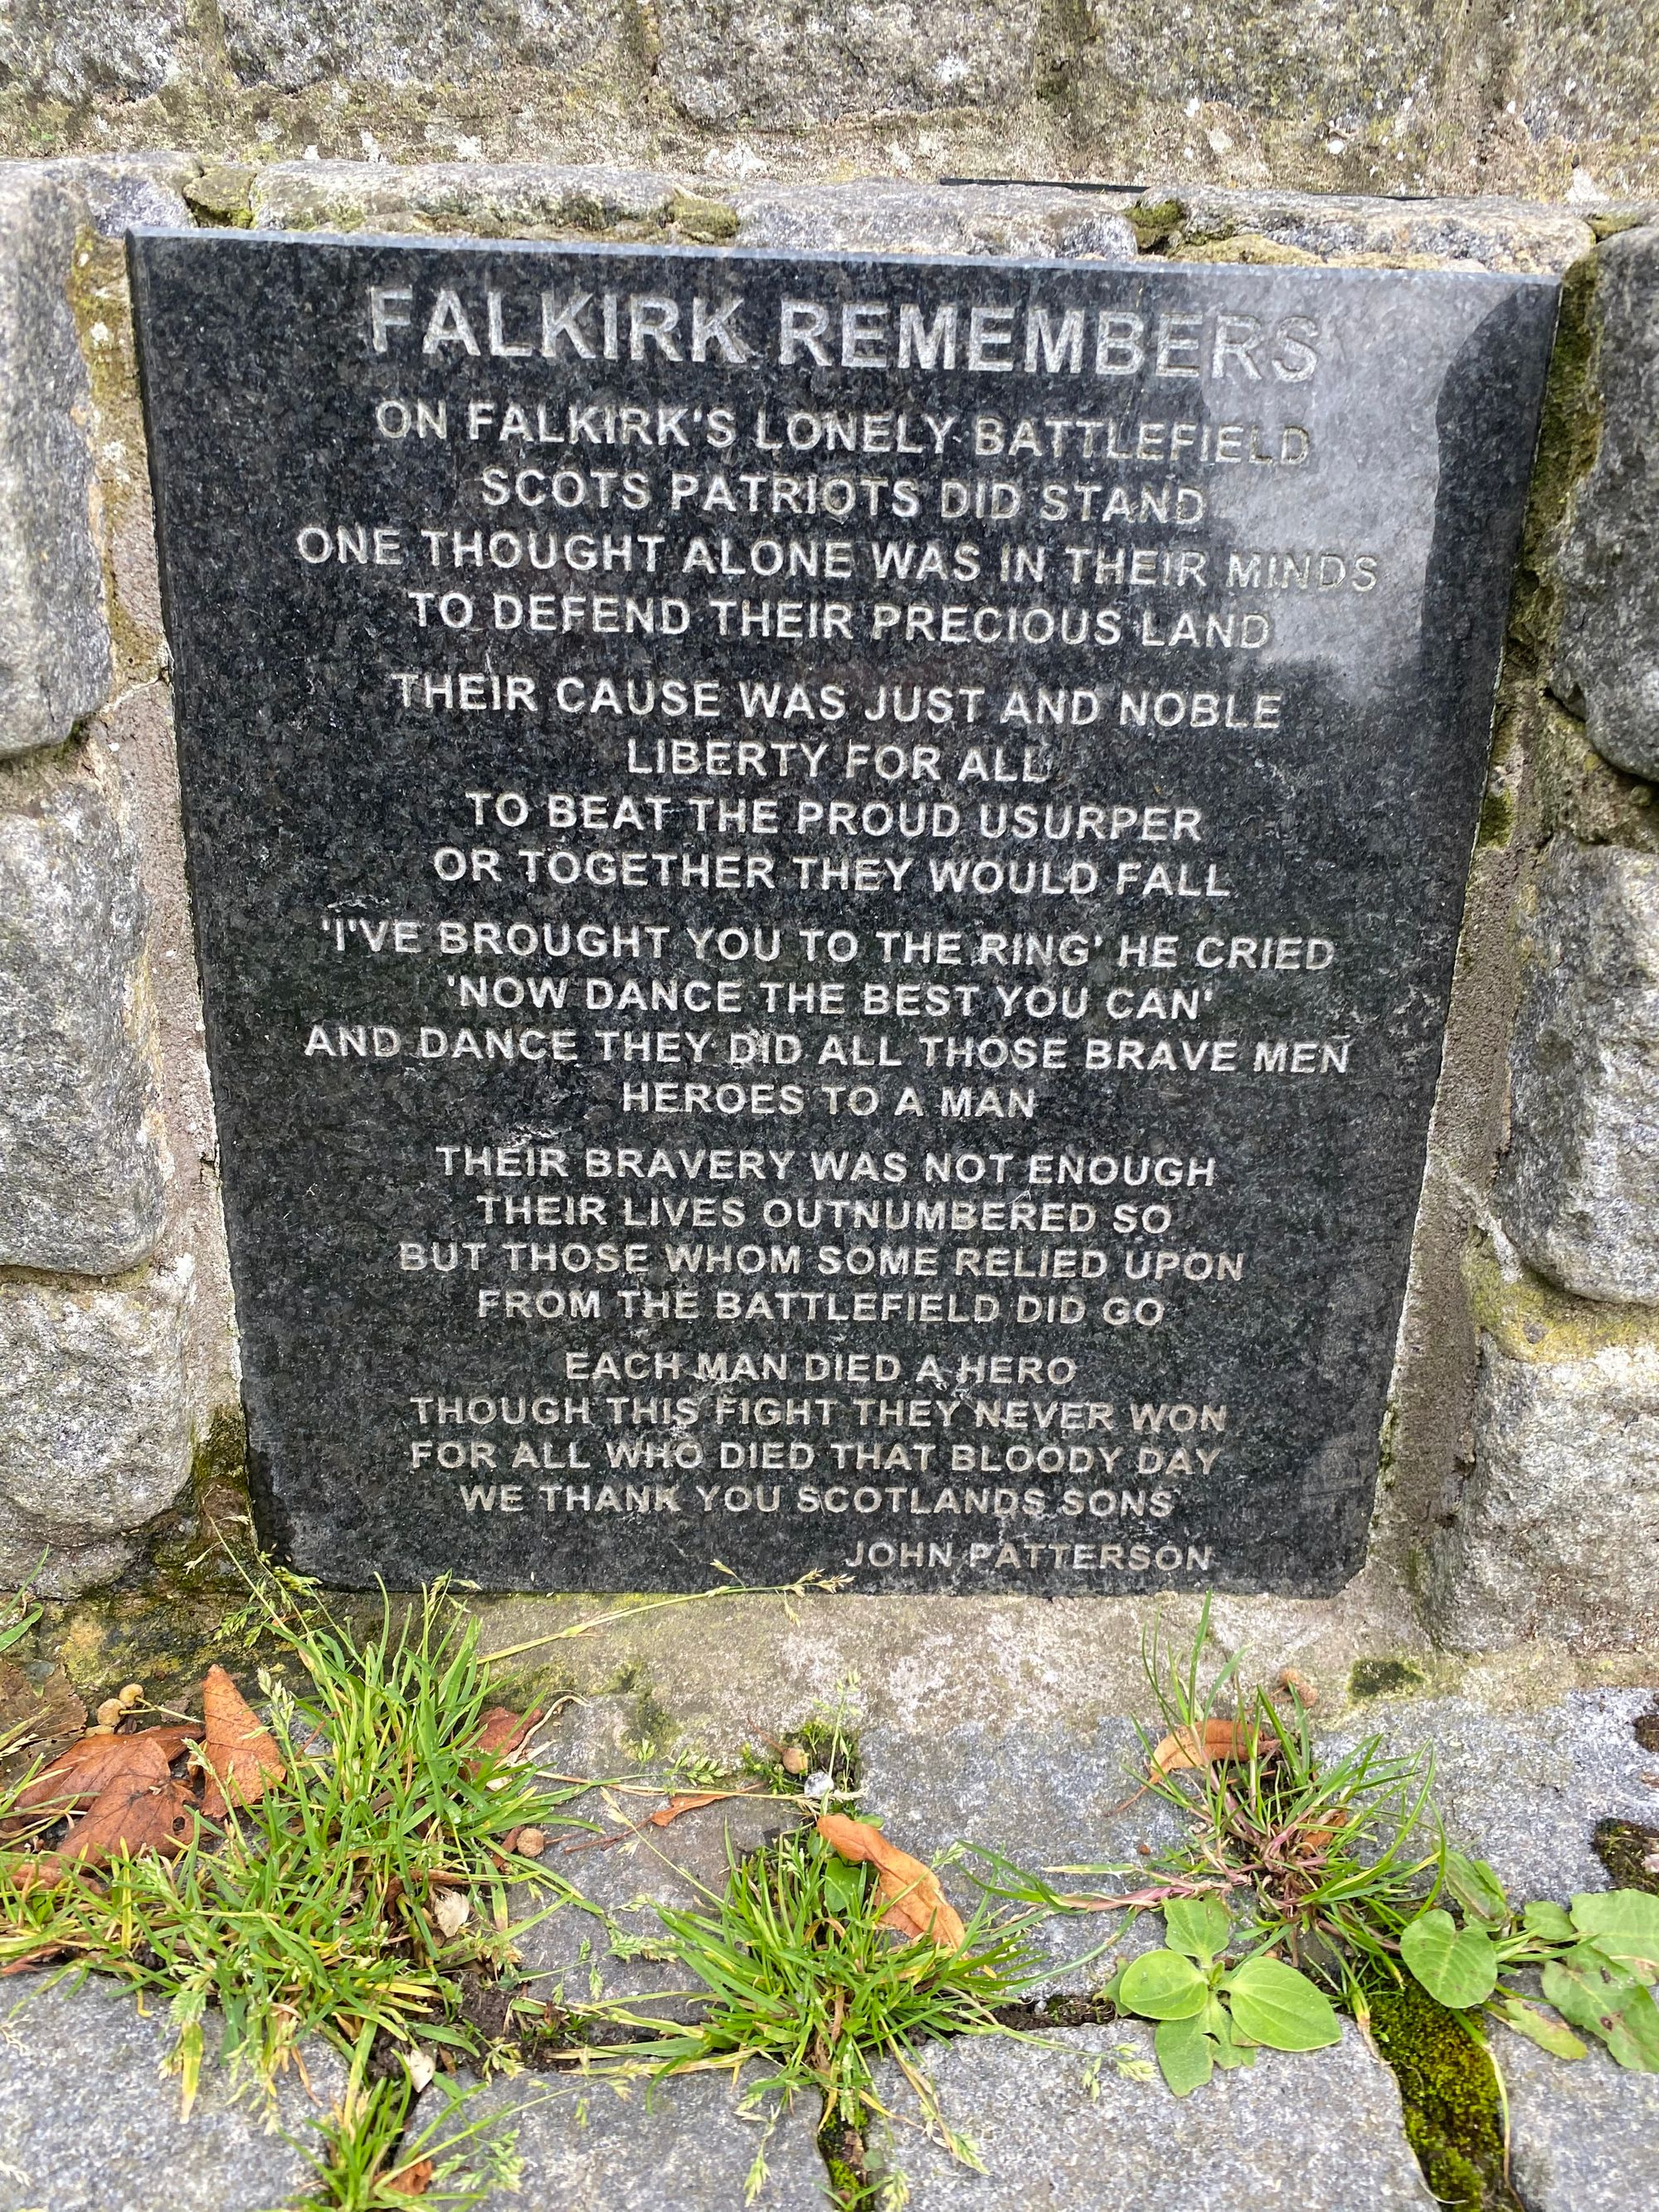 FALKIRK REMEMBERS
ON FALKIRK'S LONELY BATTLEFIELD
SCOTS PATRIOTS DID STAND
ONE THOUGHT ALONE WAS IN THEIR MINDS
TO DEFEND THEIR PRECIOUS LAND
THEIR CAUSE WAS JUST AND NOBLE
LIBERTY FOR ALL
TO BEAT THE PROUD USURPER
OR TOGETHER THEY WOULD FALL
'I'VE BROUGHT YOU TO THE RING' HE CRIED
'NOW DANCE THE BEST YOU CAN'
AND DANCE THEY DID ALL THOSE BRAVE MEN
HEROES TO A MAN
THEIR BRAVERY WAS NOT ENOUGH
THEIR LIVES OUTNUMBERED SO
BUT THOSE WHOM SOME RELIED UPON
FROM THE BATTLEFIELD DID GO
EACH MAN DIED A HERO
THOUGH THIS FIGHT THEY NEVER WON
FOR ALL WHO DIED THAT BLOODY DAY
WE THANK YOU SCOTLANDS SONS
JOHN PATTERSON